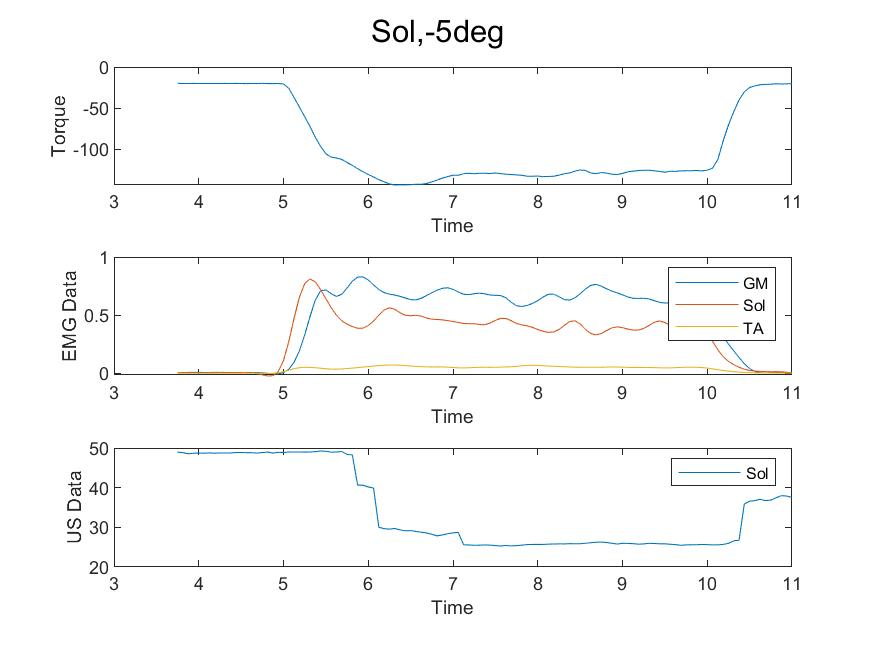 Sol,-5deg
0
-50
-100
Torque
3 4 5 6 7 8 9 10 11
Time
1
0.5
0
EMG Data
GM
Sol
TA
3 4 5 6 7 8 9 10 11
Time
50
40
30
20
US Data
Sol
3 4 5 6 7 8 9 10 11
Time